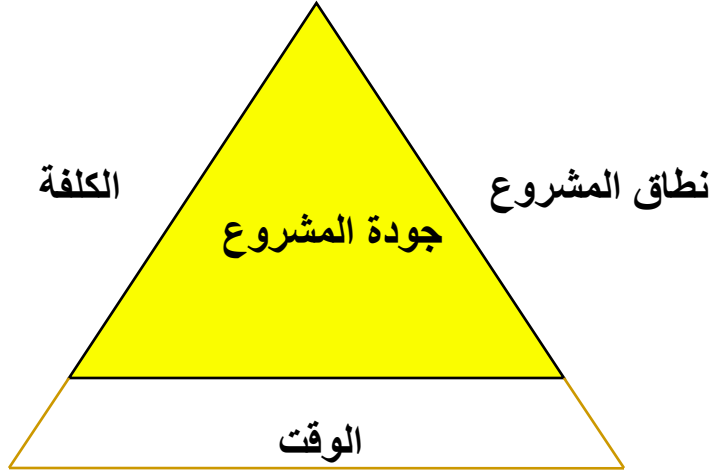 نطاق المشروع
الكلفة
جودة المشروع
الوقت